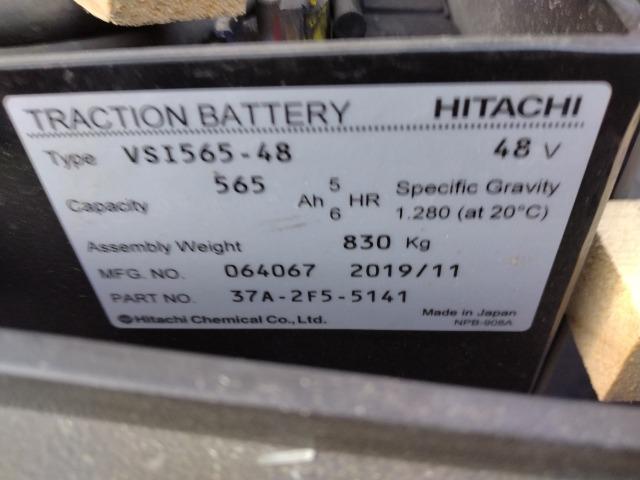 TRACTION BATTERY HITACHI
Type VSI565-48 48 V
Capacity 565 Ah 5 6 HR Specific Gravity
1.280 (at 20°C)
Assembly Weight 830 Kg
MFG. NO. 064067 2019/11
PART NO. 37A-2F5-5141
Hitachi Chemical Co., Ltd. Made in Japan
NPB-908A